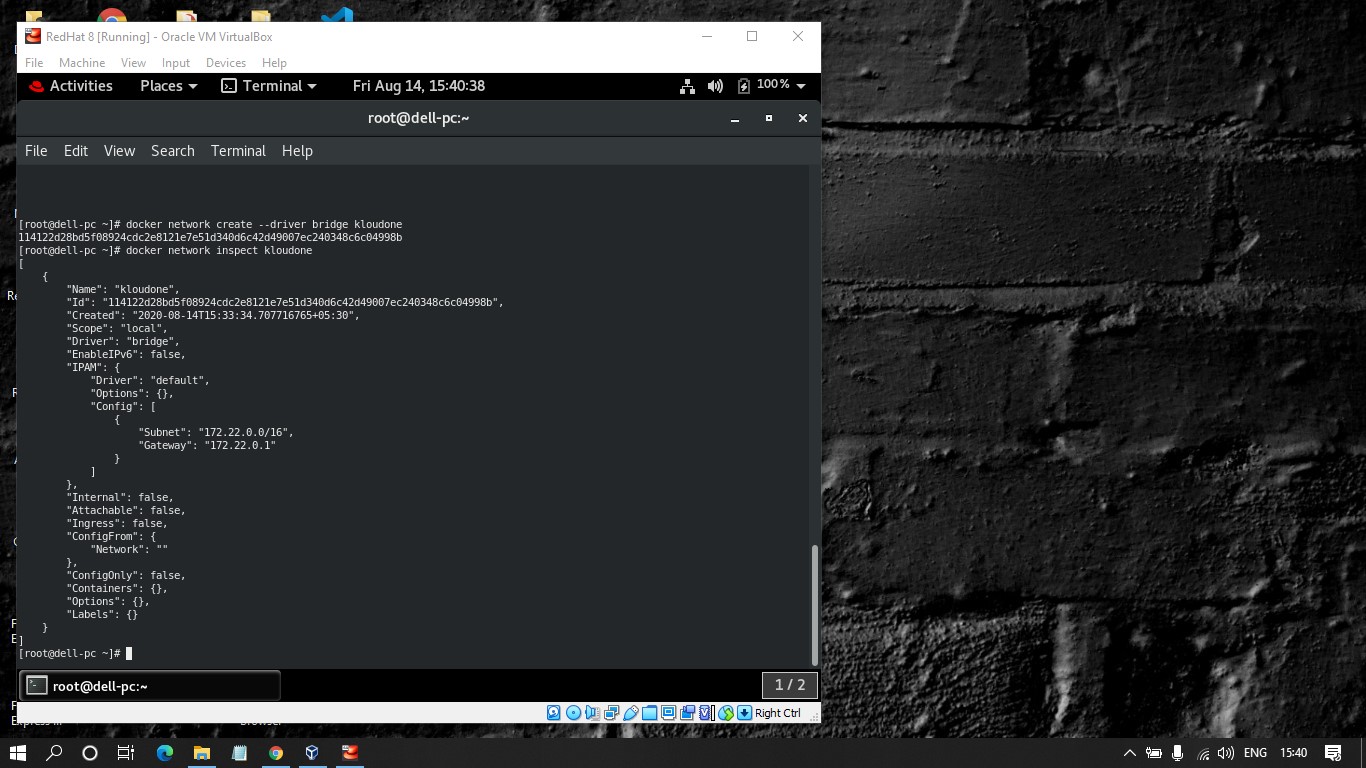 RedHat 8 [Running] - Oracle VM VirtualBox
File Machine View Input Devices Help
Activities Places Terminal Fri Aug 14, 15:40:38 100%
root@dell-pc:~
File Edit View Search Terminal Help
[root@dell-pc ~]# docker network create --driver bridge kloudone
114122d28bd5f08924cdc2e8121e7e51d340d6c42d49007ec240348c6c04998b
[root@dell-pc ~]# docker network inspect kloudone
[
    {
        "Name": "kloudone",
        "Id": "114122d28bd5f08924cdc2e8121e7e51d340d6c42d49007ec240348c6c04998b",
        "Created": "2020-08-14T15:33:34.707716765+05:30",
        "Scope": "local",
        "Driver": "bridge",
        "EnableIPv6": false,
        "IPAM": {
            "Driver": "default",
            "Options": {},
            "Config": [
                {
                    "Subnet": "172.22.0.0/16",
                    "Gateway": "172.22.0.1"
                }
            ]
        },
        "Internal": false,
        "Attachable": false,
        "Ingress": false,
        "ConfigFrom": {
            "Network": ""
        },
        "ConfigOnly": false,
        "Containers": {},
        "Options": {},
        "Labels": {}
    }
]
[root@dell-pc ~]#
root@dell-pc:~ 1 / 2
Right Ctrl
ENG 15:40